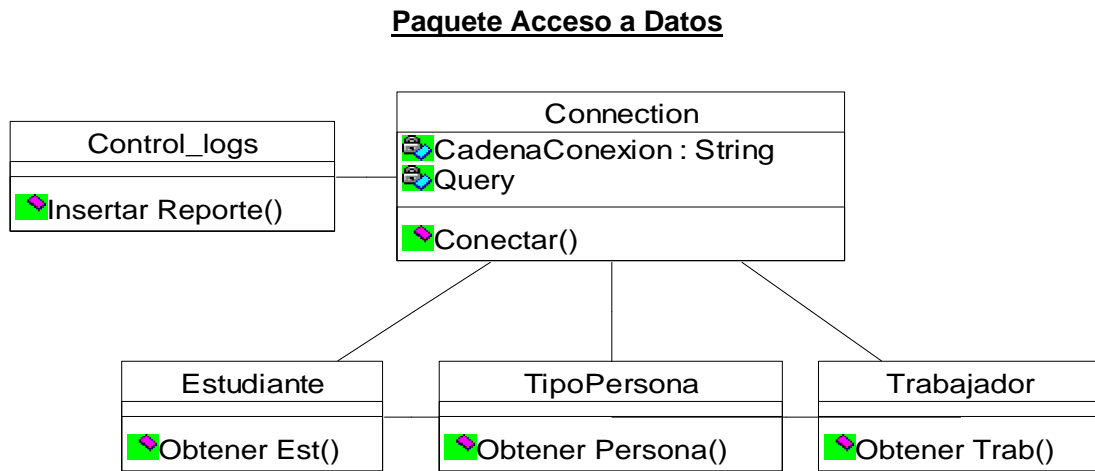 Paquete Acceso a Datos
Control_logs
Insertar Reporte()
Connection
CadenaConexion : String
Query
Conectar()
Estudiante
Obtener Est()
TipoPersona
Obtener Persona()
Trabajador
Obtener Trab()